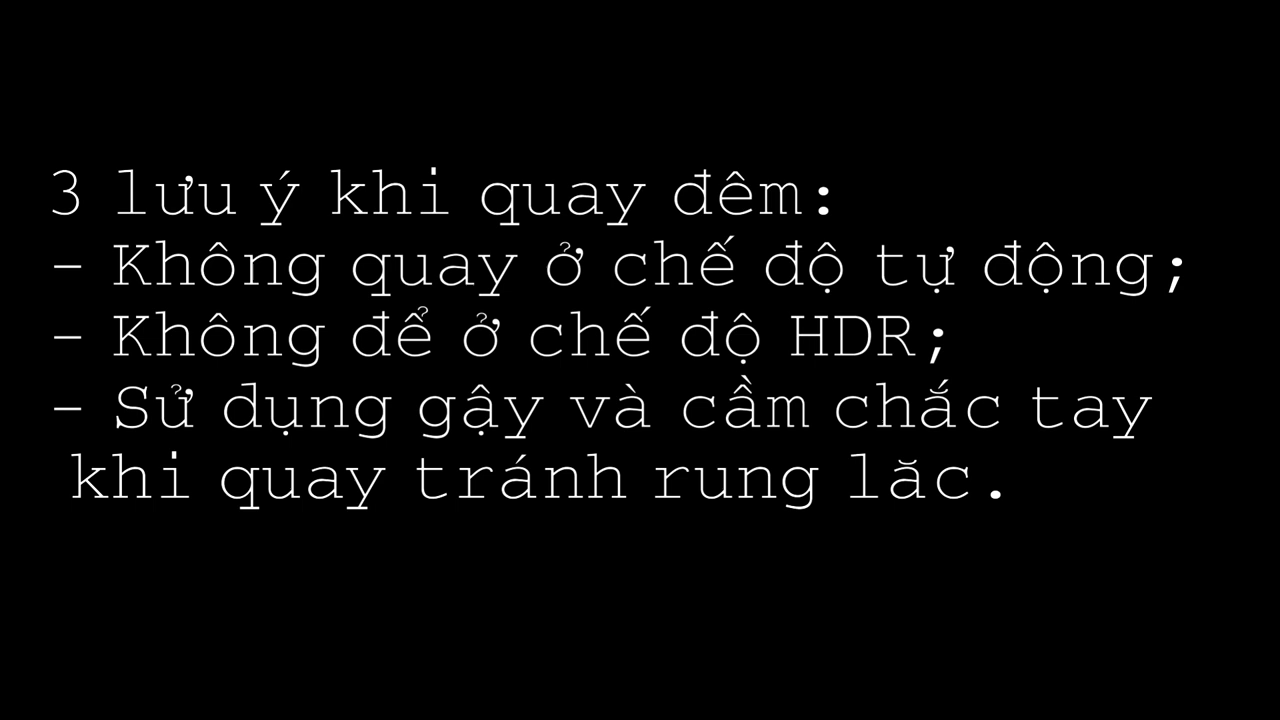 3 lưu ý khi quay đêm:
- Không quay ở chế độ tự động;
- Không để ở chế độ HDR;
- Sử dụng gậy và cầm chắc tay
khi quay tránh rung lăc.